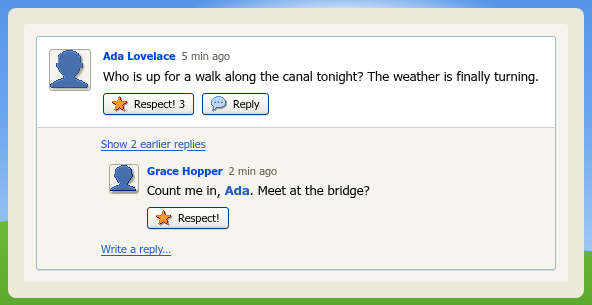 Ada Lovelace 5 min ago
Who is up for a walk along the canal tonight? The weather is finally turning.
Respect! 3 Reply
Show 2 earlier replies
Grace Hopper 2 min ago
Count me in, Ada. Meet at the bridge?
Respect!
Write a reply...